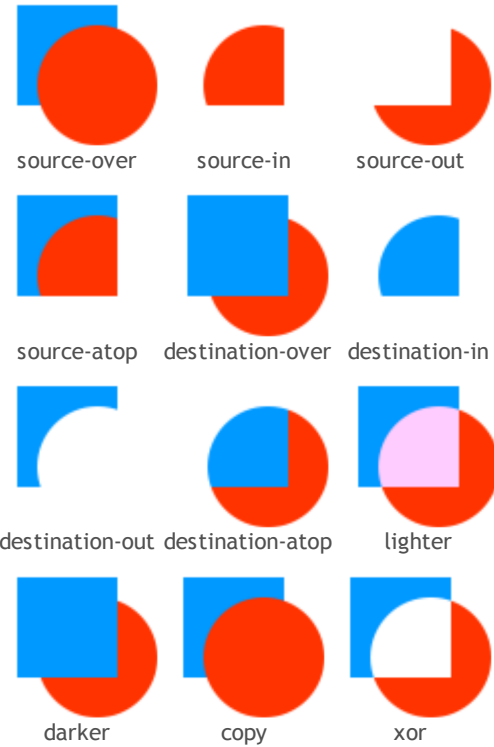 source-over
source-in
source-out
source-atop
destination-over
destination-in
destination-out
destination-atop
lighter
darker
copy
xor